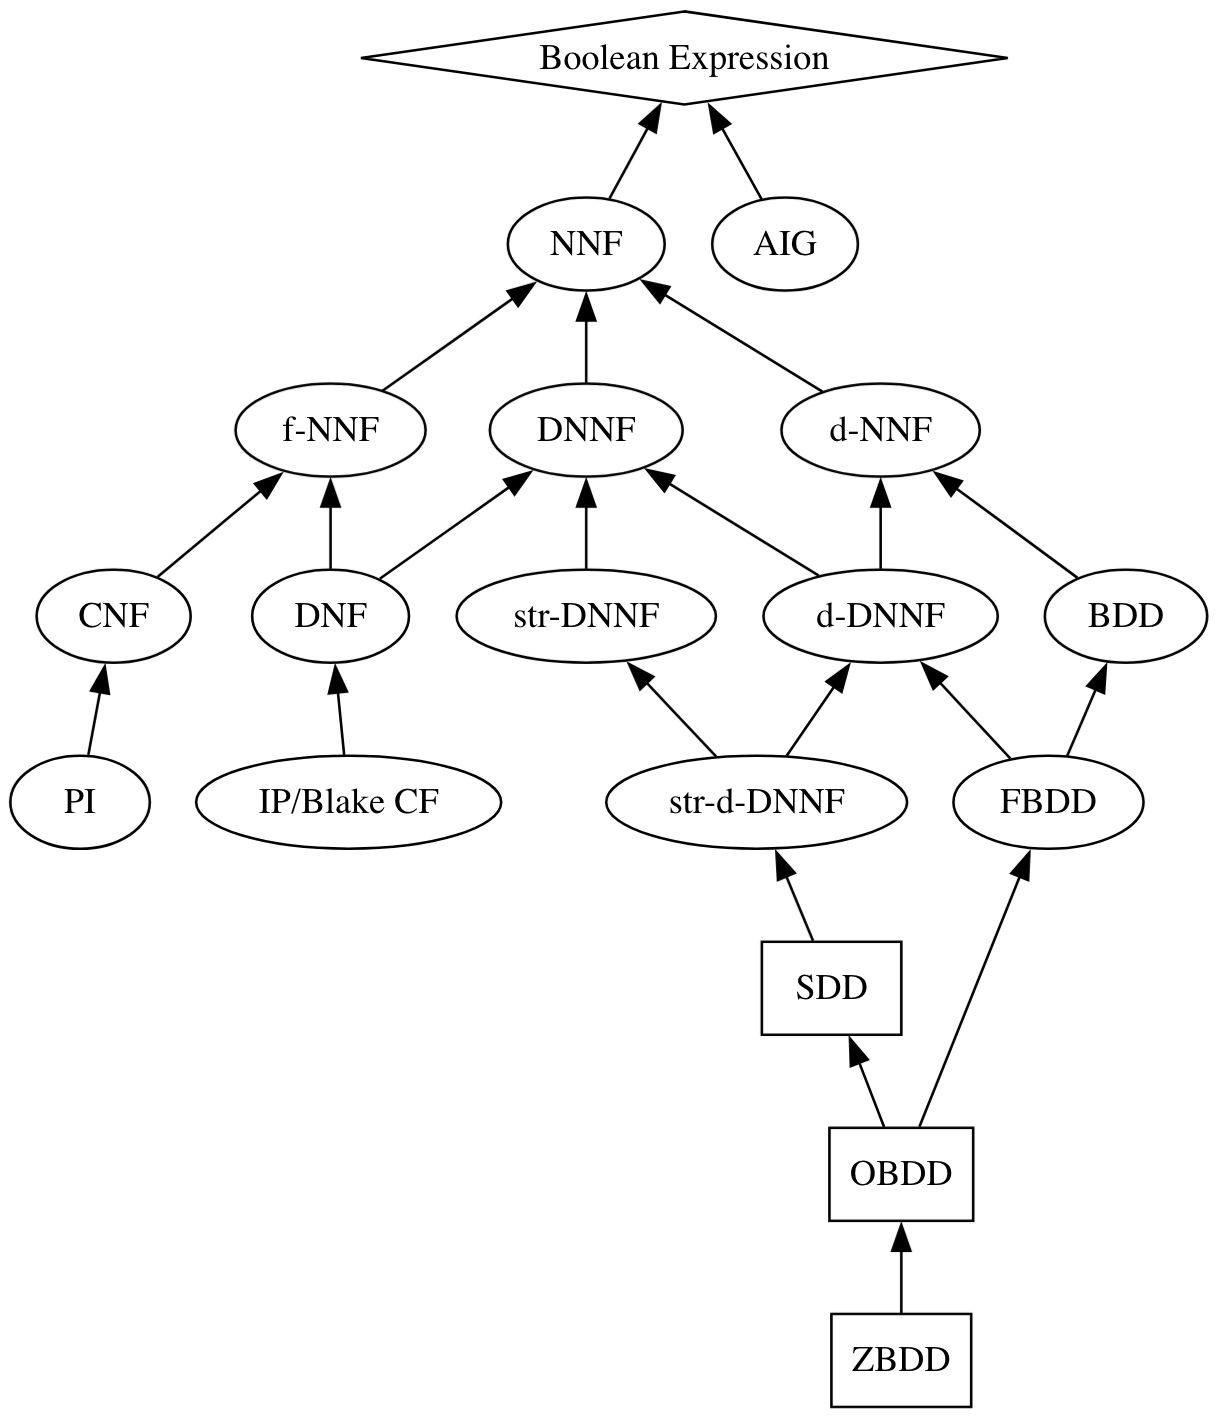 Boolean Expression
NNF
AIG
f-NNF
DNNF
d-NNF
CNF
DNF
str-DNNF
d-DNNF
BDD
PI
IP/Blake CF
str-d-DNNF
FBDD
SDD
OBDD
ZBDD